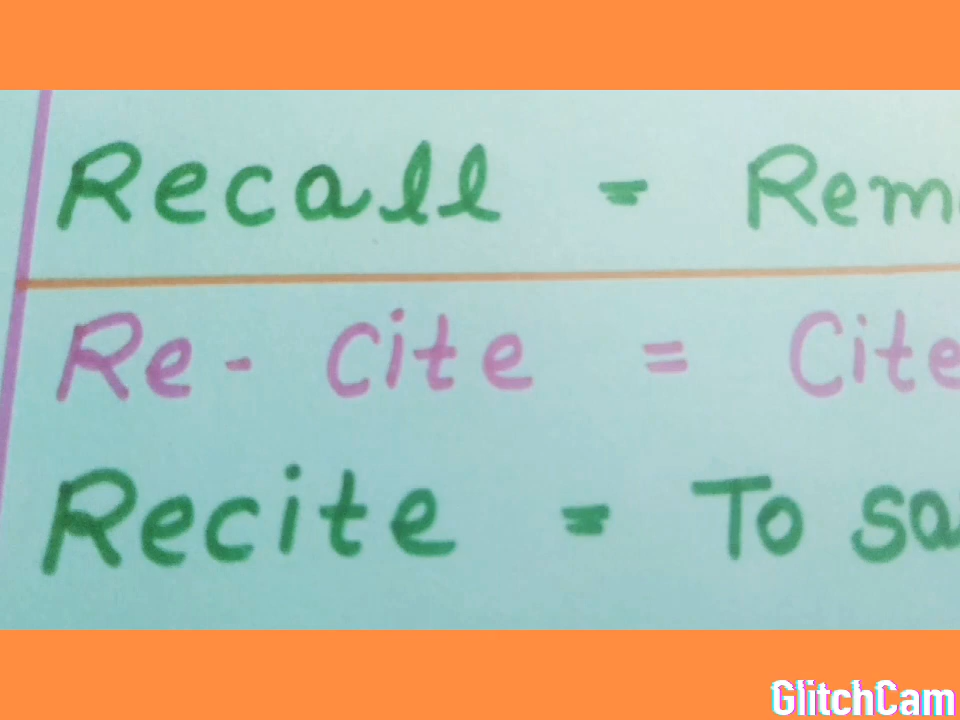 Recall = Rem
Re - Cite = Cite
Recite = To sa
GlitchCam